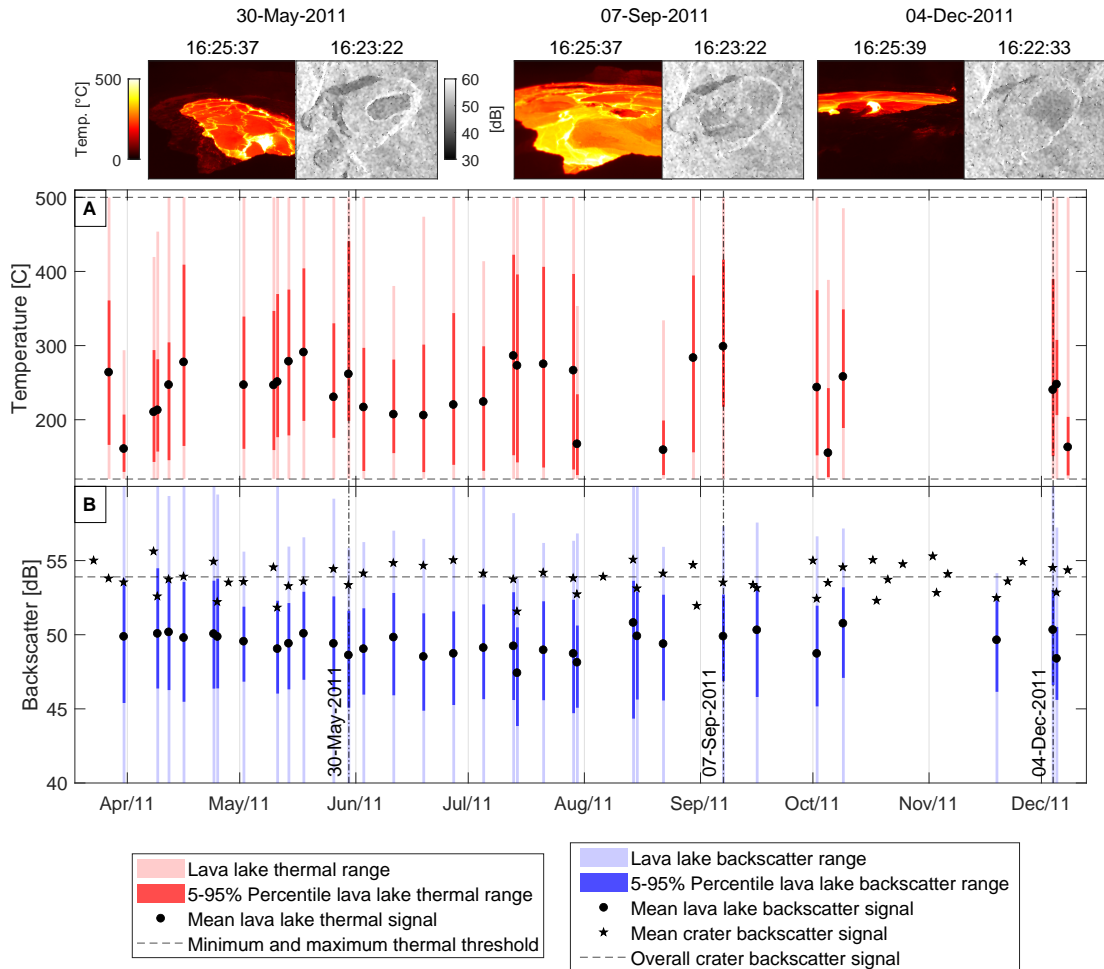 30-May-2011
07-Sep-2011
04-Dec-2011
16:25:37
16:23:22
16:25:37
16:23:22
16:25:39
16:22:33
Temp. [°C]
500
0
60
50
40
30
[dB]
A
Temperature [C]
500
400
300
200
B
Backscatter [dB]
55
50
45
40
30-May-2011
07-Sep-2011
04-Dec-2011
Apr/11
May/11
Jun/11
Jul/11
Aug/11
Sep/11
Oct/11
Nov/11
Dec/11
Lava lake thermal range
5-95% Percentile lava lake thermal range
Mean lava lake thermal signal
Minimum and maximum thermal threshold
Lava lake backscatter range
5-95% Percentile lava lake backscatter range
Mean lava lake backscatter signal
Mean crater backscatter signal
Overall crater backscatter signal